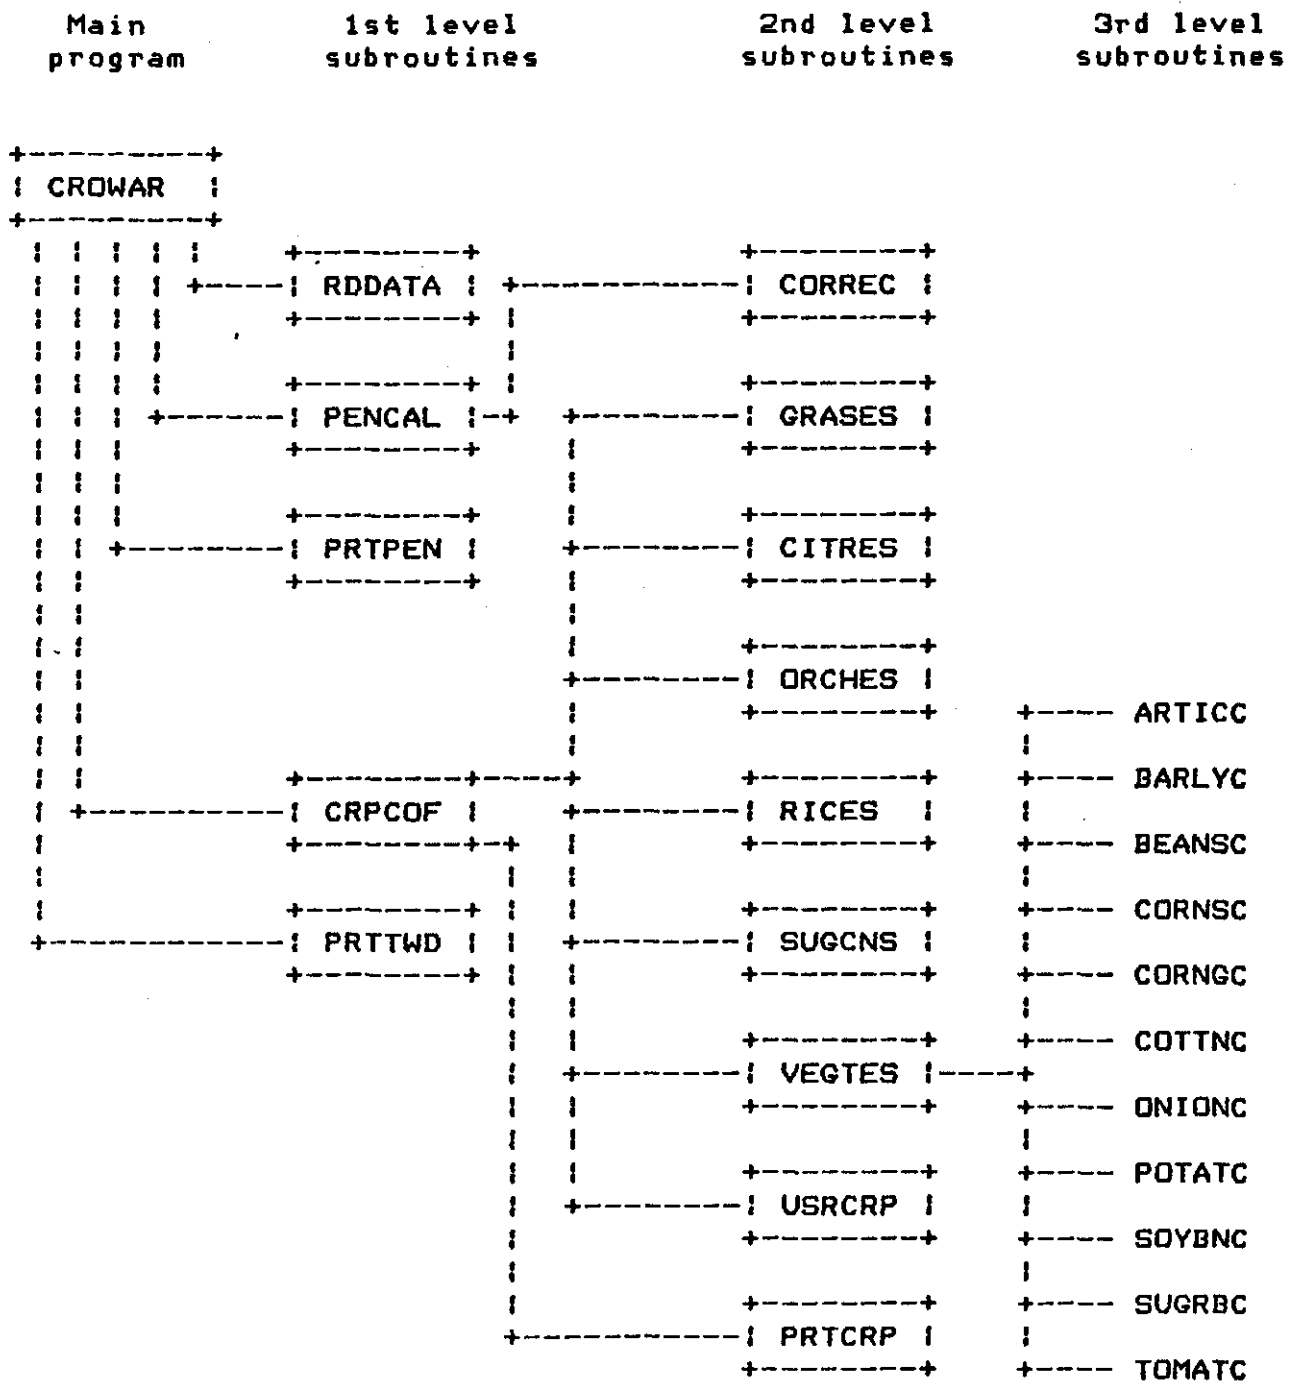 Main 1st level 2nd level 3rd level
program subroutines subroutines subroutines
CROWAR
RDDATA CORREC
PENCAL GRASES
PRTPEN CITRES
ORCHES
ARTICC
BARLYC
CRPCOF RICES
BEANSC
CORNSC
PRTTWD SUGCNS
CORNGC
COTTNC
VEGTES
ONIONC
POTATC
USRCRP
SOYBNC
SUGRBC
PRTCRP
TOMATC